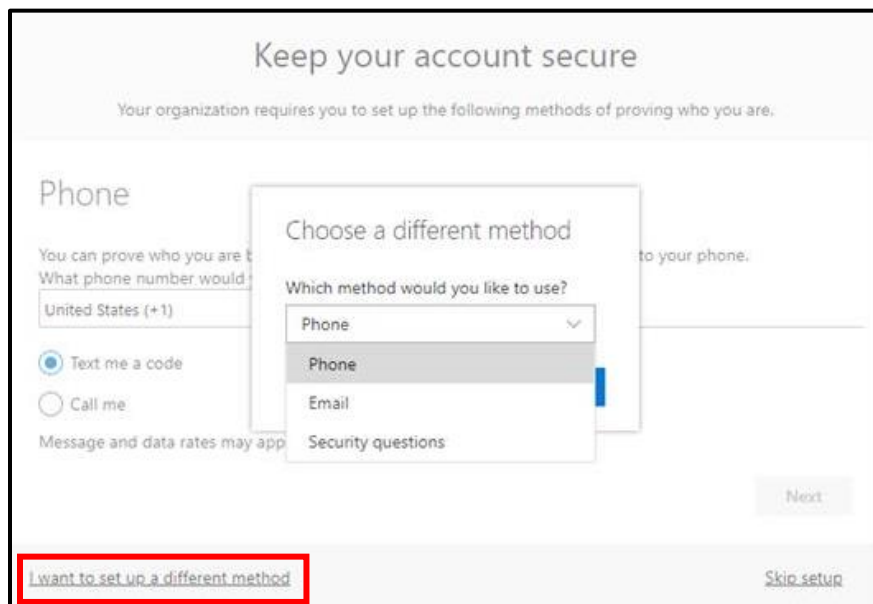 Keep your account secure
Your organization requires you to set up the following methods of proving who you are.
Phone
You can prove who you are b
to your phone.
What phone number would
United States (+1)
Text me a code
Call me
Message and data rates may app
Choose a different method
Which method would you like to use?
Phone
Phone
Email
Security questions
Next
I want to set up a different method
Skip setup